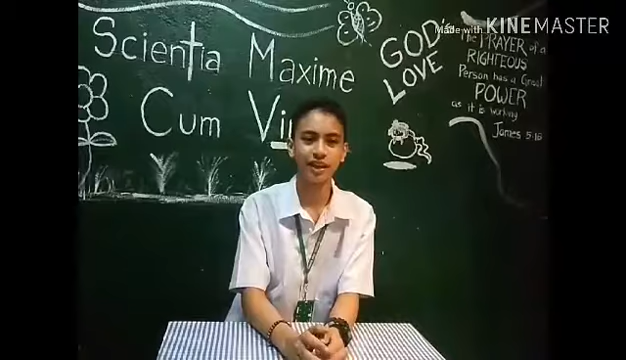 Made with KINEMASTER
Scientia
Maxime
Cum
GOD's
LOVE
The PRAYER of a
RIGHTEOUS
Person has a Great
POWER
as it is working
James 5:16